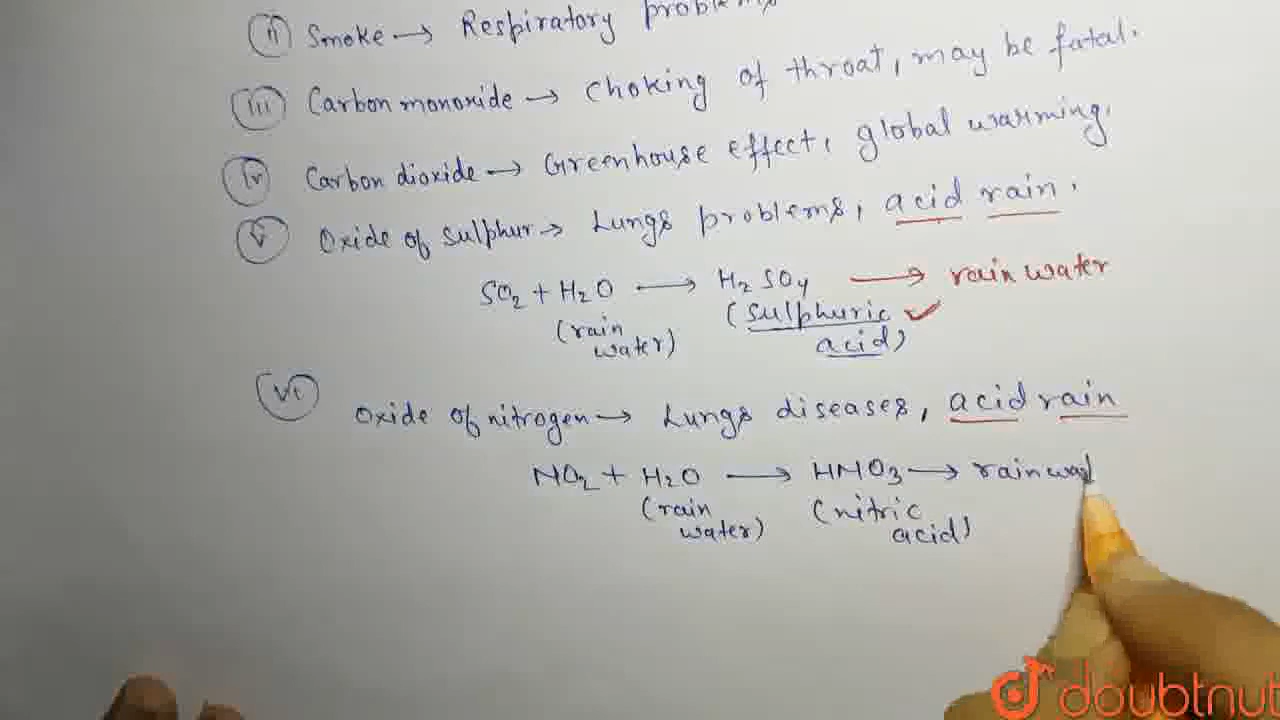 (ii) Smoke → Respiratory problems
(iii) Carbon monoxide → Choking of throat, may be fatal.
(iv) Carbon dioxide → Greenhouse effect, global warming.
(v) Oxide of sulphur → Lungs problems, acid rain.
SO₂ + H₂O → H₂SO₄ → rain water
(rain water) (sulphuric acid) ✓
(vi) Oxide of nitrogen → Lungs diseases, acid rain
NO₂ + H₂O → HNO₃ → rain wat
(rain water) (nitric acid)
doubtnut